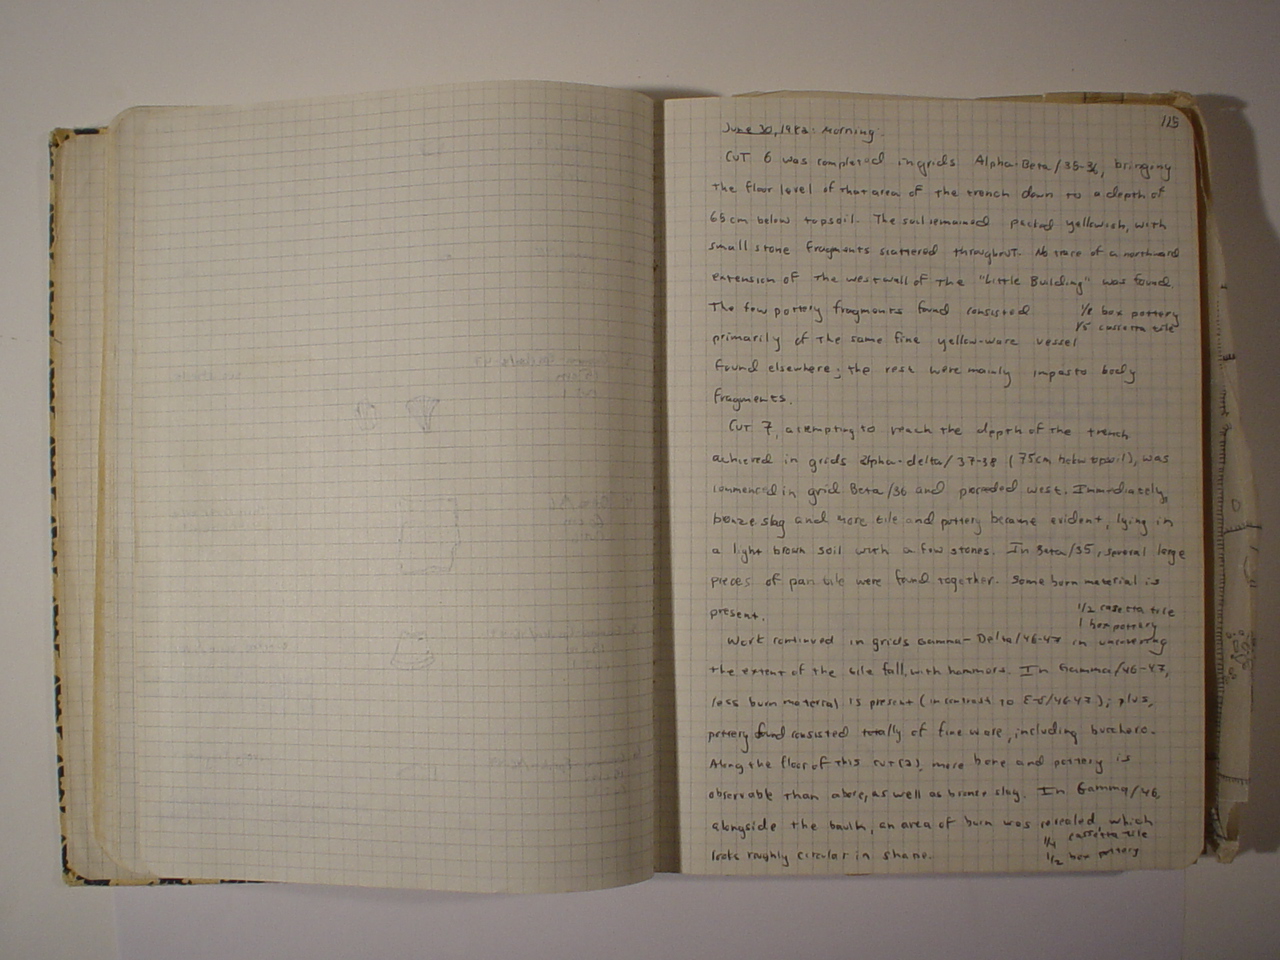 115
June 30, 1982: Morning.
Cut 6 was completed in grids Alpha-Beta/35-36, bringing
the floor level of that area of the trench down to a depth of
65cm below topsoil. The soil remained packed yellowish, with
small stone fragments scattered throughout. No trace of a northward
extension of the west wall of the "Little Building" was found.
The few pottery fragments found consisted
box pottery
1/5 cassetta tile
primarily of the same fine yellow-ware vessel
found elsewhere; the rest were mainly impasto body
fragments.
Cut 7, attempting to reach the depth of the trench
achieved in grids alpha-delta/37-38 (75cm below topsoil), was
commenced in grid Beta/36 and proceded west. Immediately,
bronze slag and more tile and pottery became evident, lying in
a light brown soil with a few stones. In Beta/35, several large
pieces of pan tile were found together. Some burn material is
present.
1/2 casetta tile
1 box pottery
Work continued in grids Gamma-Delta/46-47 in uncovering
the extent of the tile fall, with hammers. In Gamma/46-47,
less burn material is present (in contrast to 46-47); plus,
pottery found consisted totally of fine ware, including bucchero.
Along the floor of this cut (2), more bone and pottery is
observable than above, as well as bronze slag. In Gamma/46,
alongside the baulk, an area of burn was revealed which
looks roughly circular in shape.
1/4 cassetta tile
1/2 box pottery